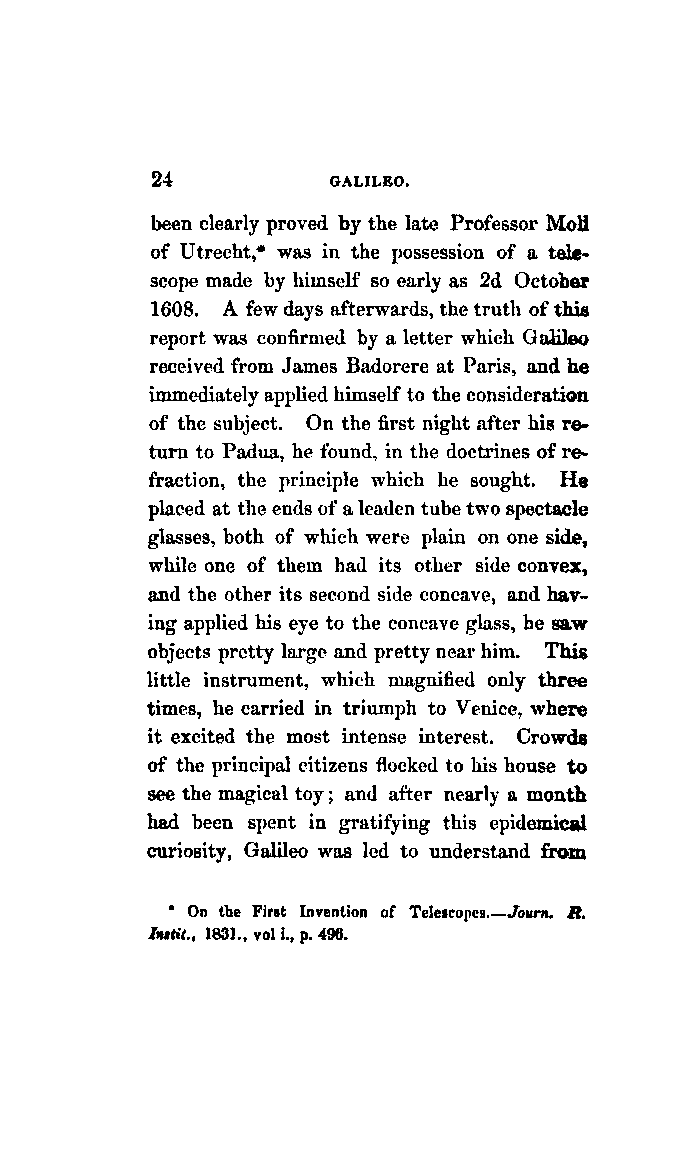 24 GALILEO.
been clearly proved by the late Professor Moll
of Utrecht,* was in the possession of a tele-
scope made by himself so early as 2d October
1608. A few days afterwards, the truth of this
report was confirmed by a letter which Galileo
received from James Badorere at Paris, and he
immediately applied himself to the consideration
of the subject. On the first night after his re-
turn to Padua, he found, in the doctrines of re-
fraction, the principle which he sought. He
placed at the ends of a leaden tube two spectacle
glasses, both of which were plain on one side,
while one of them had its other side convex,
and the other its second side concave, and hav-
ing applied his eye to the concave glass, he saw
objects pretty large and pretty near him. This
little instrument, which magnified only three
times, he carried in triumph to Venice, where
it excited the most intense interest. Crowds
of the principal citizens flocked to his house to
see the magical toy; and after nearly a month
had been spent in gratifying this epidemical
curiosity, Galileo was led to understand from
* On the First Invention of Telescopes.—Journ. R.
Instit., 1831., vol i., p. 496.